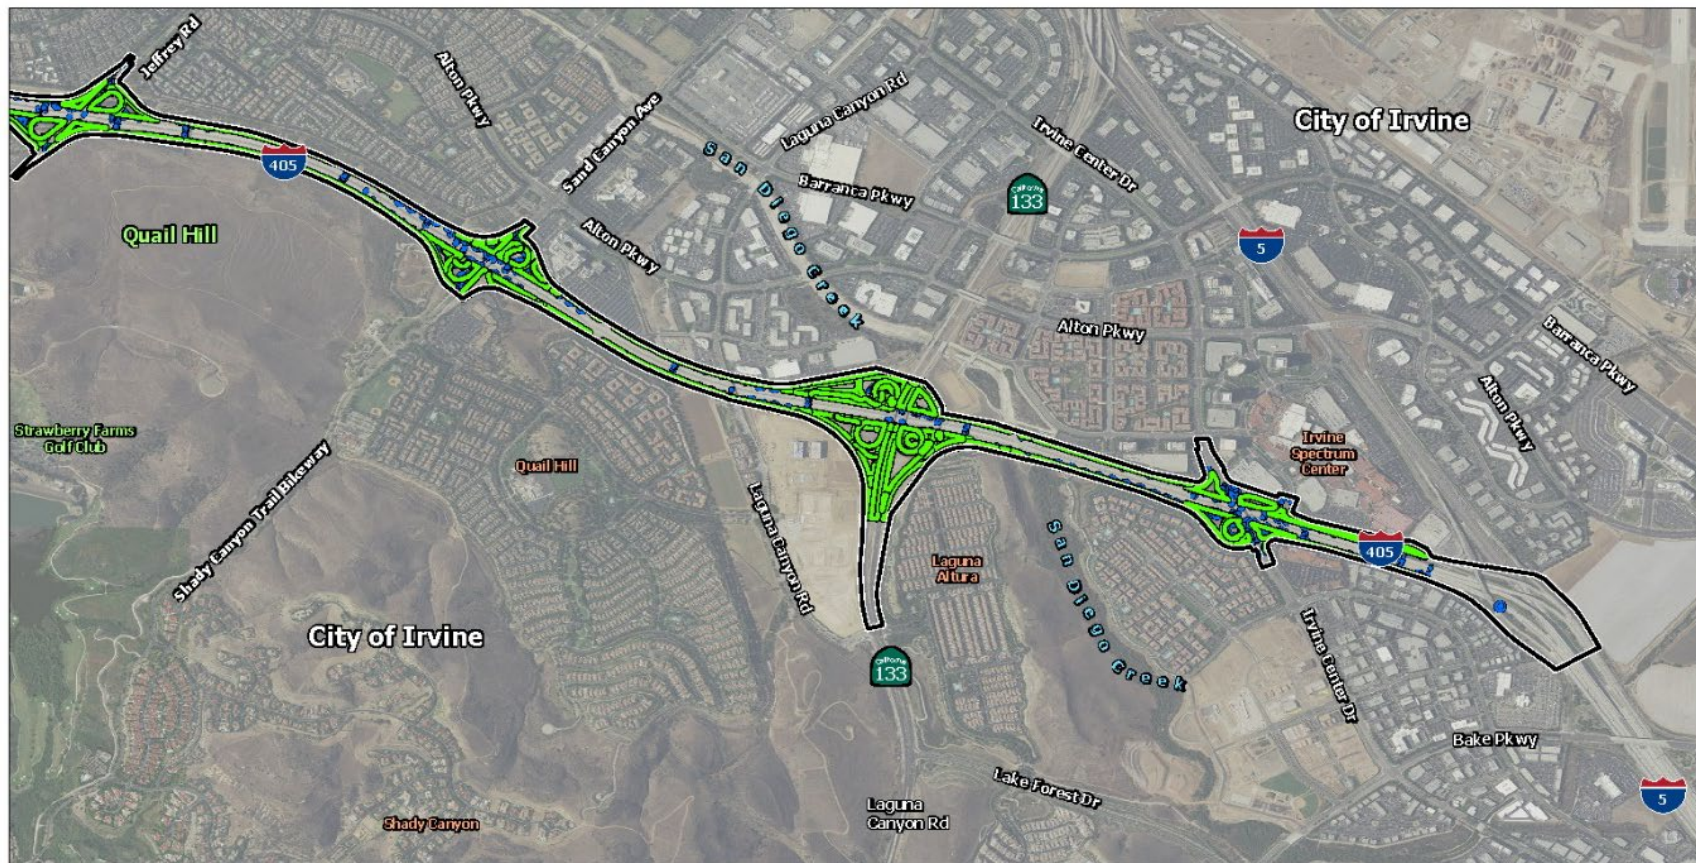 Jeffrey Rd
Alton Pkwy
Sand Canyon Ave
Laguna Canyon Rd
Irvine Center Dr
City of Irvine
405
San Diego Creek
Barranca Pkwy
California
133
Quail Hill
Alton Pkwy
5
Alton Pkwy
Barranca Pkwy
Alton Pkwy
Strawberry Farms
Golf Club
Shady Canyon Trail Bikeway
Quail Hill
Irvine
Spectrum
Center
Laguna Canyon Rd
405
Laguna
Altura
San Diego Creek
City of Irvine
California
133
Irvine Center Dr
Bake Pkwy
Lake Forest Dr
5
Shady Canyon
Laguna
Canyon Rd